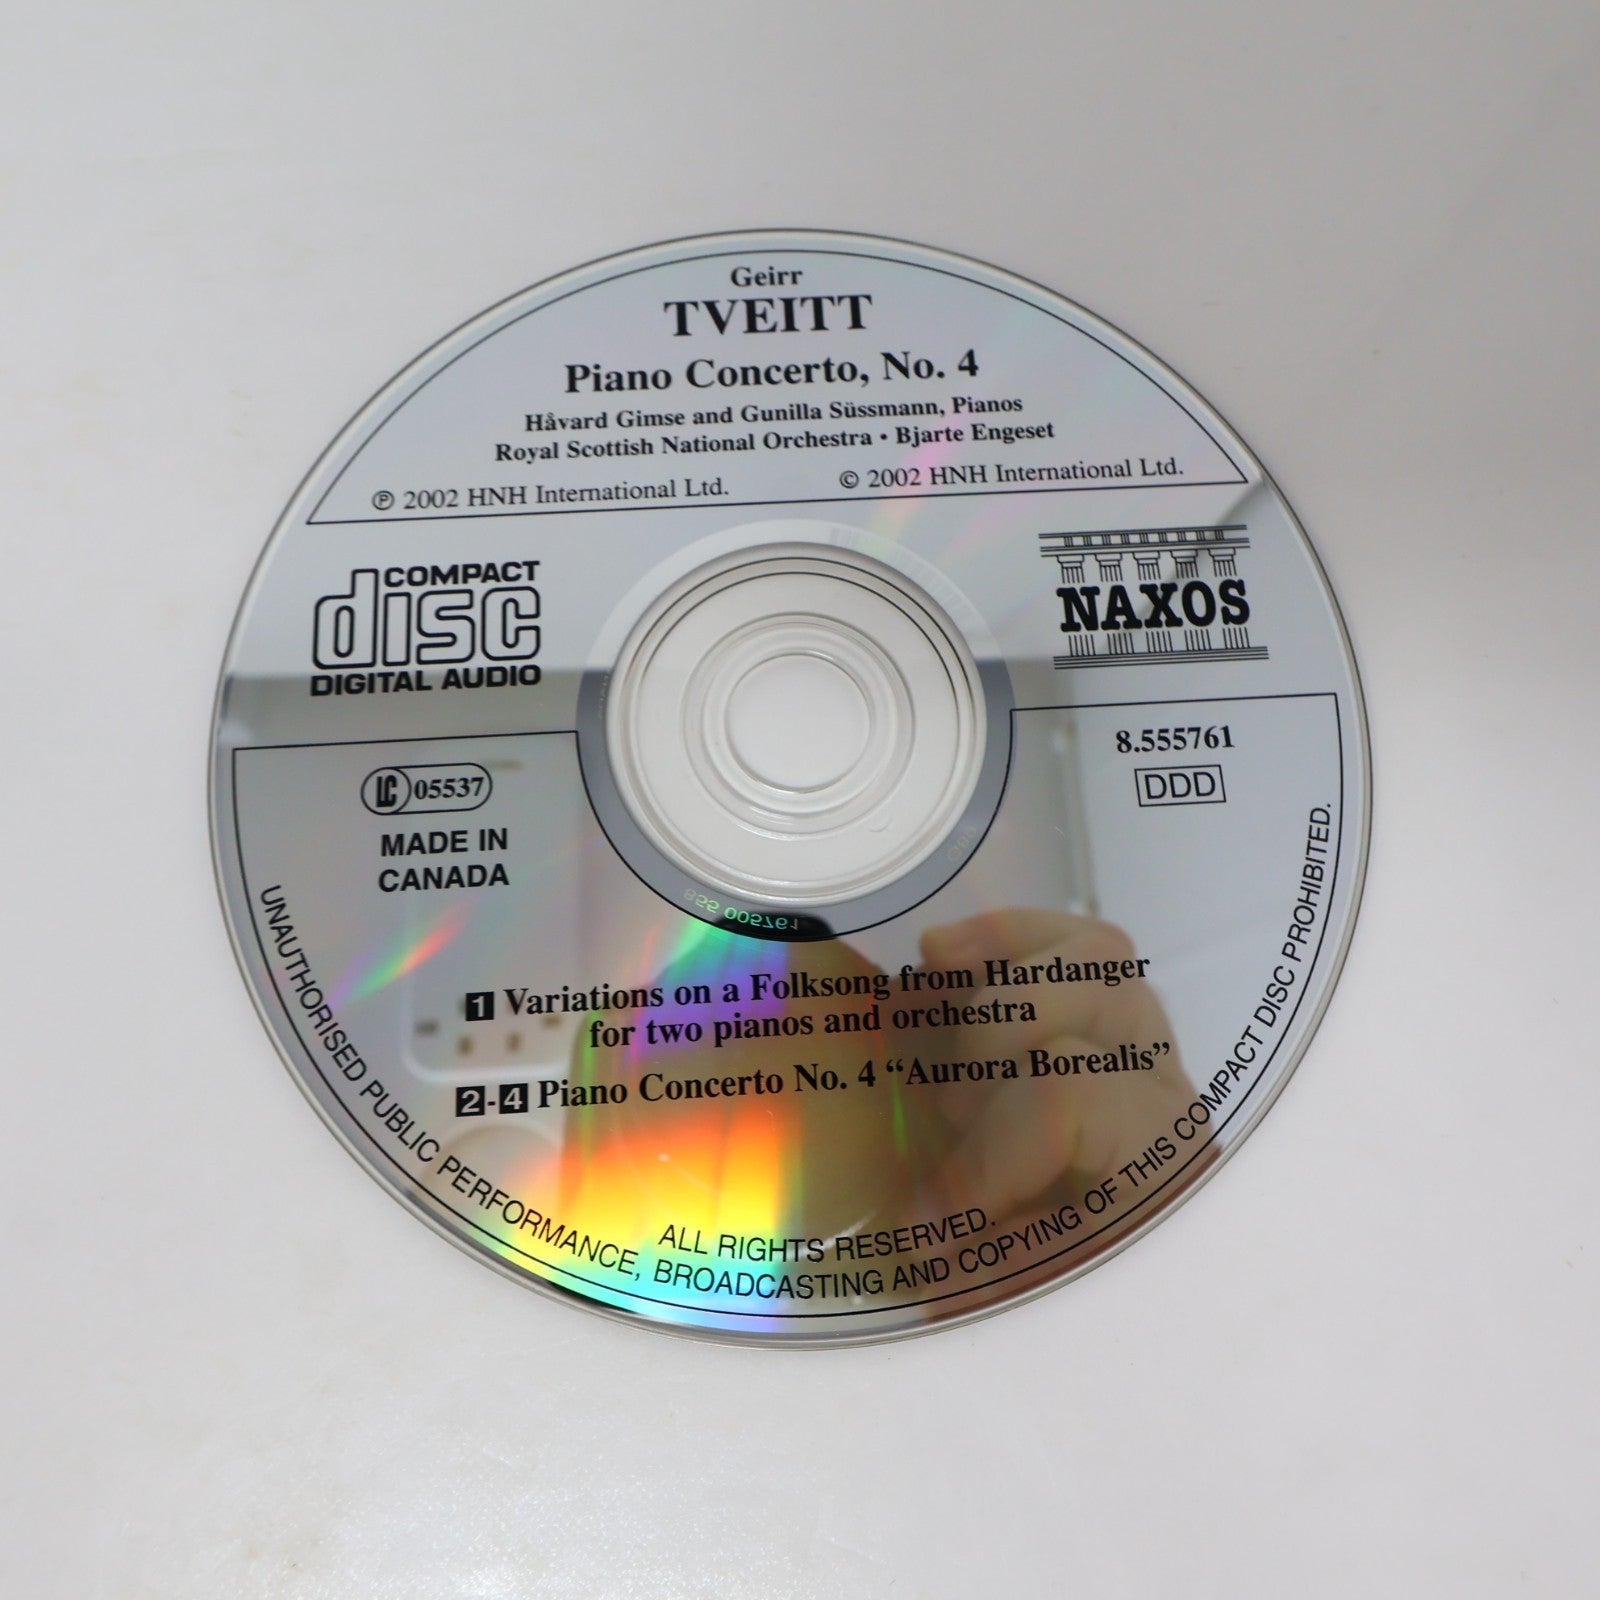 Geirr
TVEITT
Piano Concerto, No. 4
Håvard Gimse and Gunilla Süssmann, Pianos
Royal Scottish National Orchestra • Bjarte Engeset
℗ 2002 HNH International Ltd.
© 2002 HNH International Ltd.
COMPACT
disc
DIGITAL AUDIO
NAXOS
LC 05537
MADE IN
CANADA
8.555761
DDD
855 005761
1 Variations on a Folksong from Hardanger
for two pianos and orchestra
2-4 Piano Concerto No. 4 “Aurora Borealis”
ALL RIGHTS RESERVED.
UNAUTHORISED PUBLIC PERFORMANCE, BROADCASTING AND COPYING OF THIS COMPACT DISC PROHIBITED.